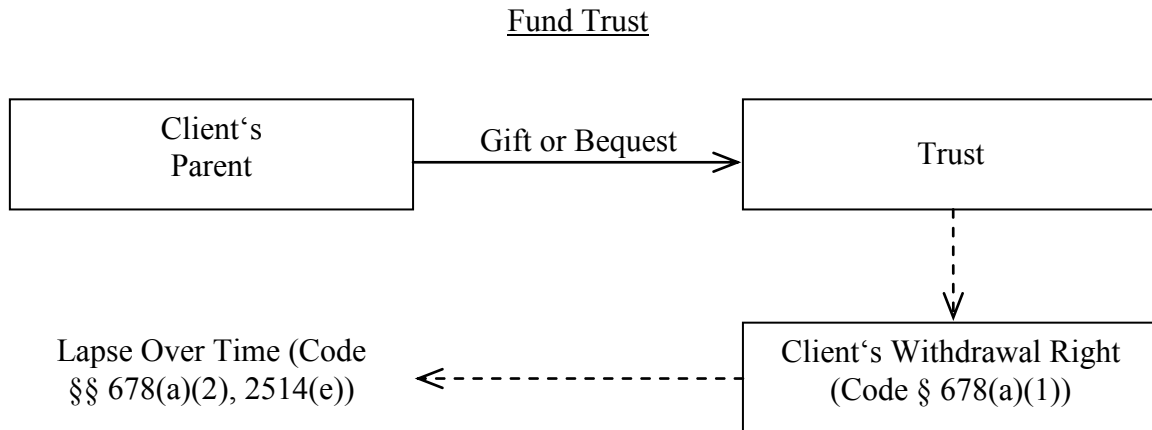 Fund Trust
Client‘s
Parent
Gift or Bequest
Trust
Lapse Over Time (Code
§§ 678(a)(2), 2514(e))
Client‘s Withdrawal Right
(Code § 678(a)(1))